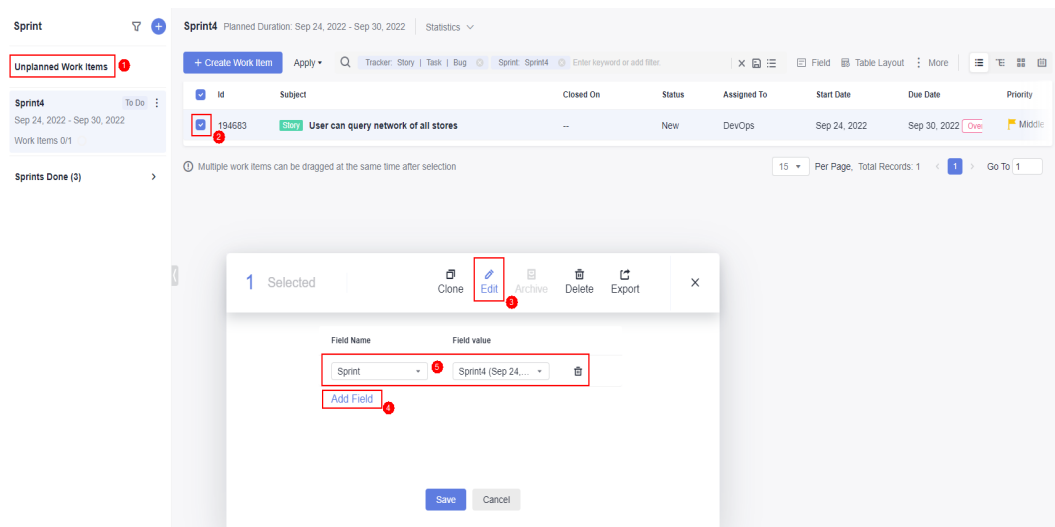 Sprint
Sprint4 Planned Duration: Sep 24, 2022 - Sep 30, 2022 Statistics
Unplanned Work Items 1
+ Create Work Item Apply Tracker: Story | Task | Bug Sprint: Sprint4 Enter keyword or add filter. Field Table Layout More
Id Subject Closed On Status Assigned To Start Date Due Date Priority
Sprint4 To Do
Sep 24, 2022 - Sep 30, 2022
Work Items 0/1
194683 Story User can query network of all stores -- New DevOps Sep 24, 2022 Sep 30, 2022 Over Middle
2
Multiple work items can be dragged at the same time after selection 15 Per Page, Total Records: 1 1 Go To 1
Sprints Done (3)
1 Selected Clone Edit Archive Delete Export
3
Field Name Field value
Sprint 5 Sprint4 (Sep 24,...
Add Field 4
Save Cancel